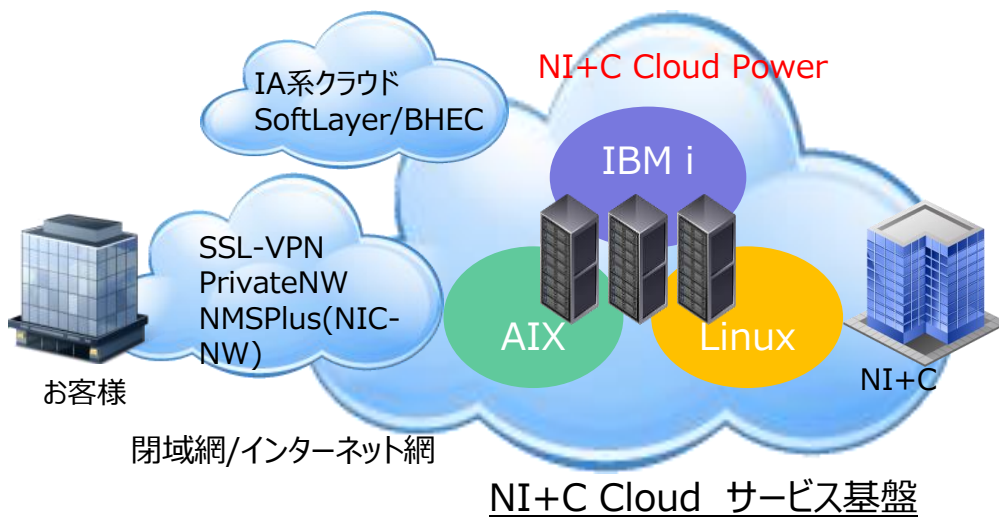 NI+C Cloud Power
IA系クラウド
SoftLayer/BHEC
IBM i
SSL-VPN
PrivateNW
NMSPlus(NIC-
NW)
AIX
Linux
お客様
NI+C
閉域網/インターネット網
NI+C Cloud サービス基盤